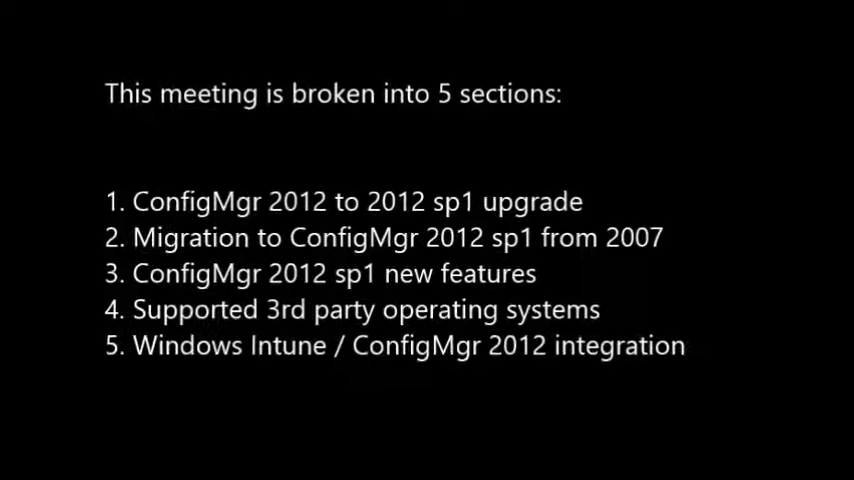 This meeting is broken into 5 sections:
1. ConfigMgr 2012 to 2012 sp1 upgrade
2. Migration to ConfigMgr 2012 sp1 from 2007
3. ConfigMgr 2012 sp1 new features
4. Supported 3rd party operating systems
5. Windows Intune / ConfigMgr 2012 integration